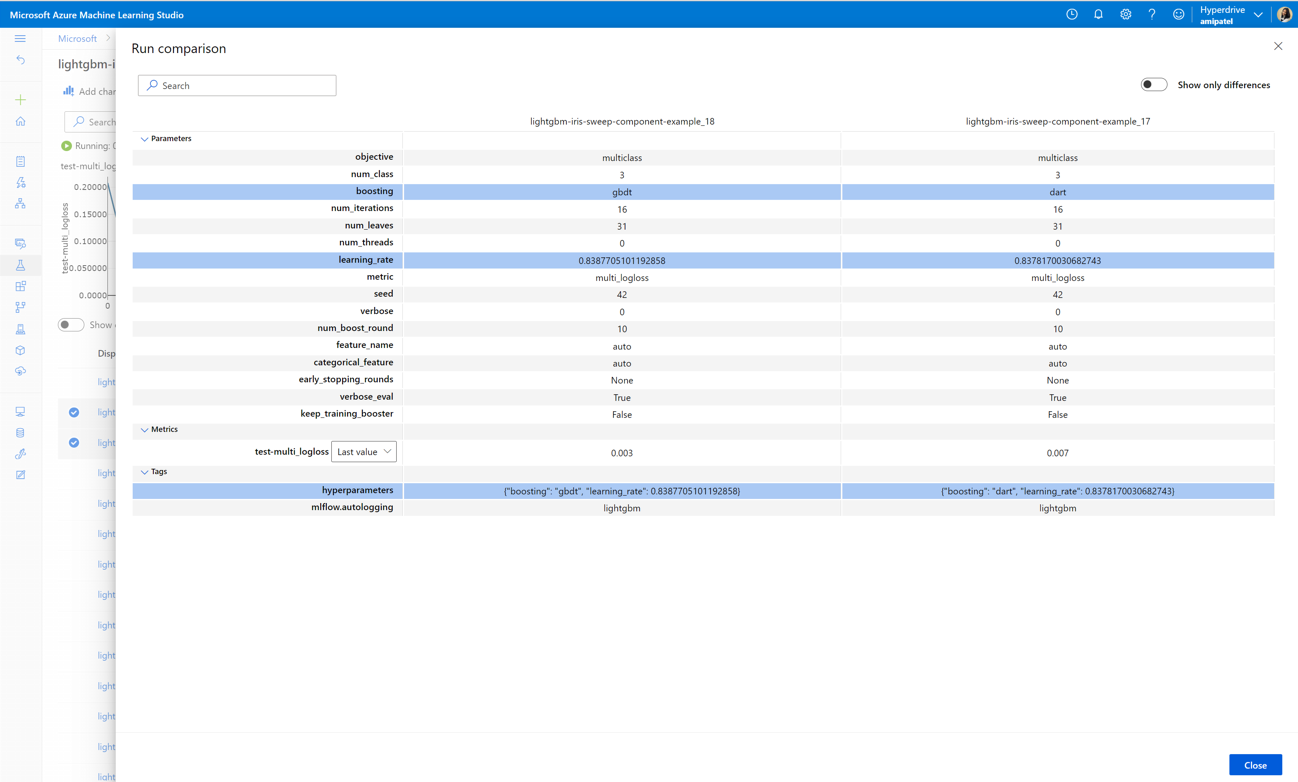 Microsoft Azure Machine Learning Studio
Hyperdrive
amipatel
Microsoft
lightgbm-i
Add char
Search
Running:
test-multi_log
test-multi_logloss
0.20000
0.15000
0.10000
0.050000
0.0000
0
Show
Disp
light
light
light
light
light
light
light
light
light
light
light
light
light
light
Run comparison
Search
Show only differences
lightgbm-iris-sweep-component-example_18 lightgbm-iris-sweep-component-example_17
Parameters
objective multiclass multiclass
num_class 3 3
boosting gbdt dart
num_iterations 16 16
num_leaves 31 31
num_threads 0 0
learning_rate 0.8387705101192858 0.8378170030682743
metric multi_logloss multi_logloss
seed 42 42
verbose 0 0
num_boost_round 10 10
feature_name auto auto
categorical_feature auto auto
early_stopping_rounds None None
verbose_eval True True
keep_training_booster False False
Metrics
test-multi_logloss Last value 0.003 0.007
Tags
hyperparameters {"boosting": "gbdt", "learning_rate": 0.8387705101192858} {"boosting": "dart", "learning_rate": 0.8378170030682743}
mlflow.autologging lightgbm lightgbm
Close